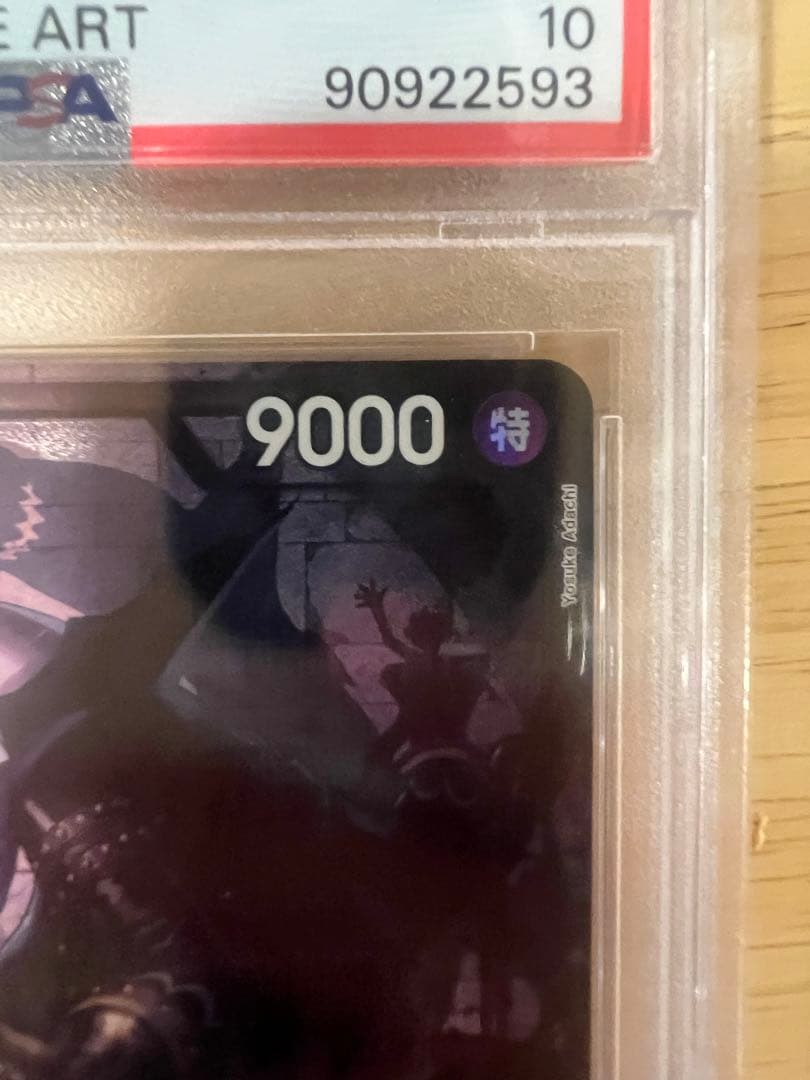 E ART 10
PSA 90922593
9000 特
Yosuke Adachi